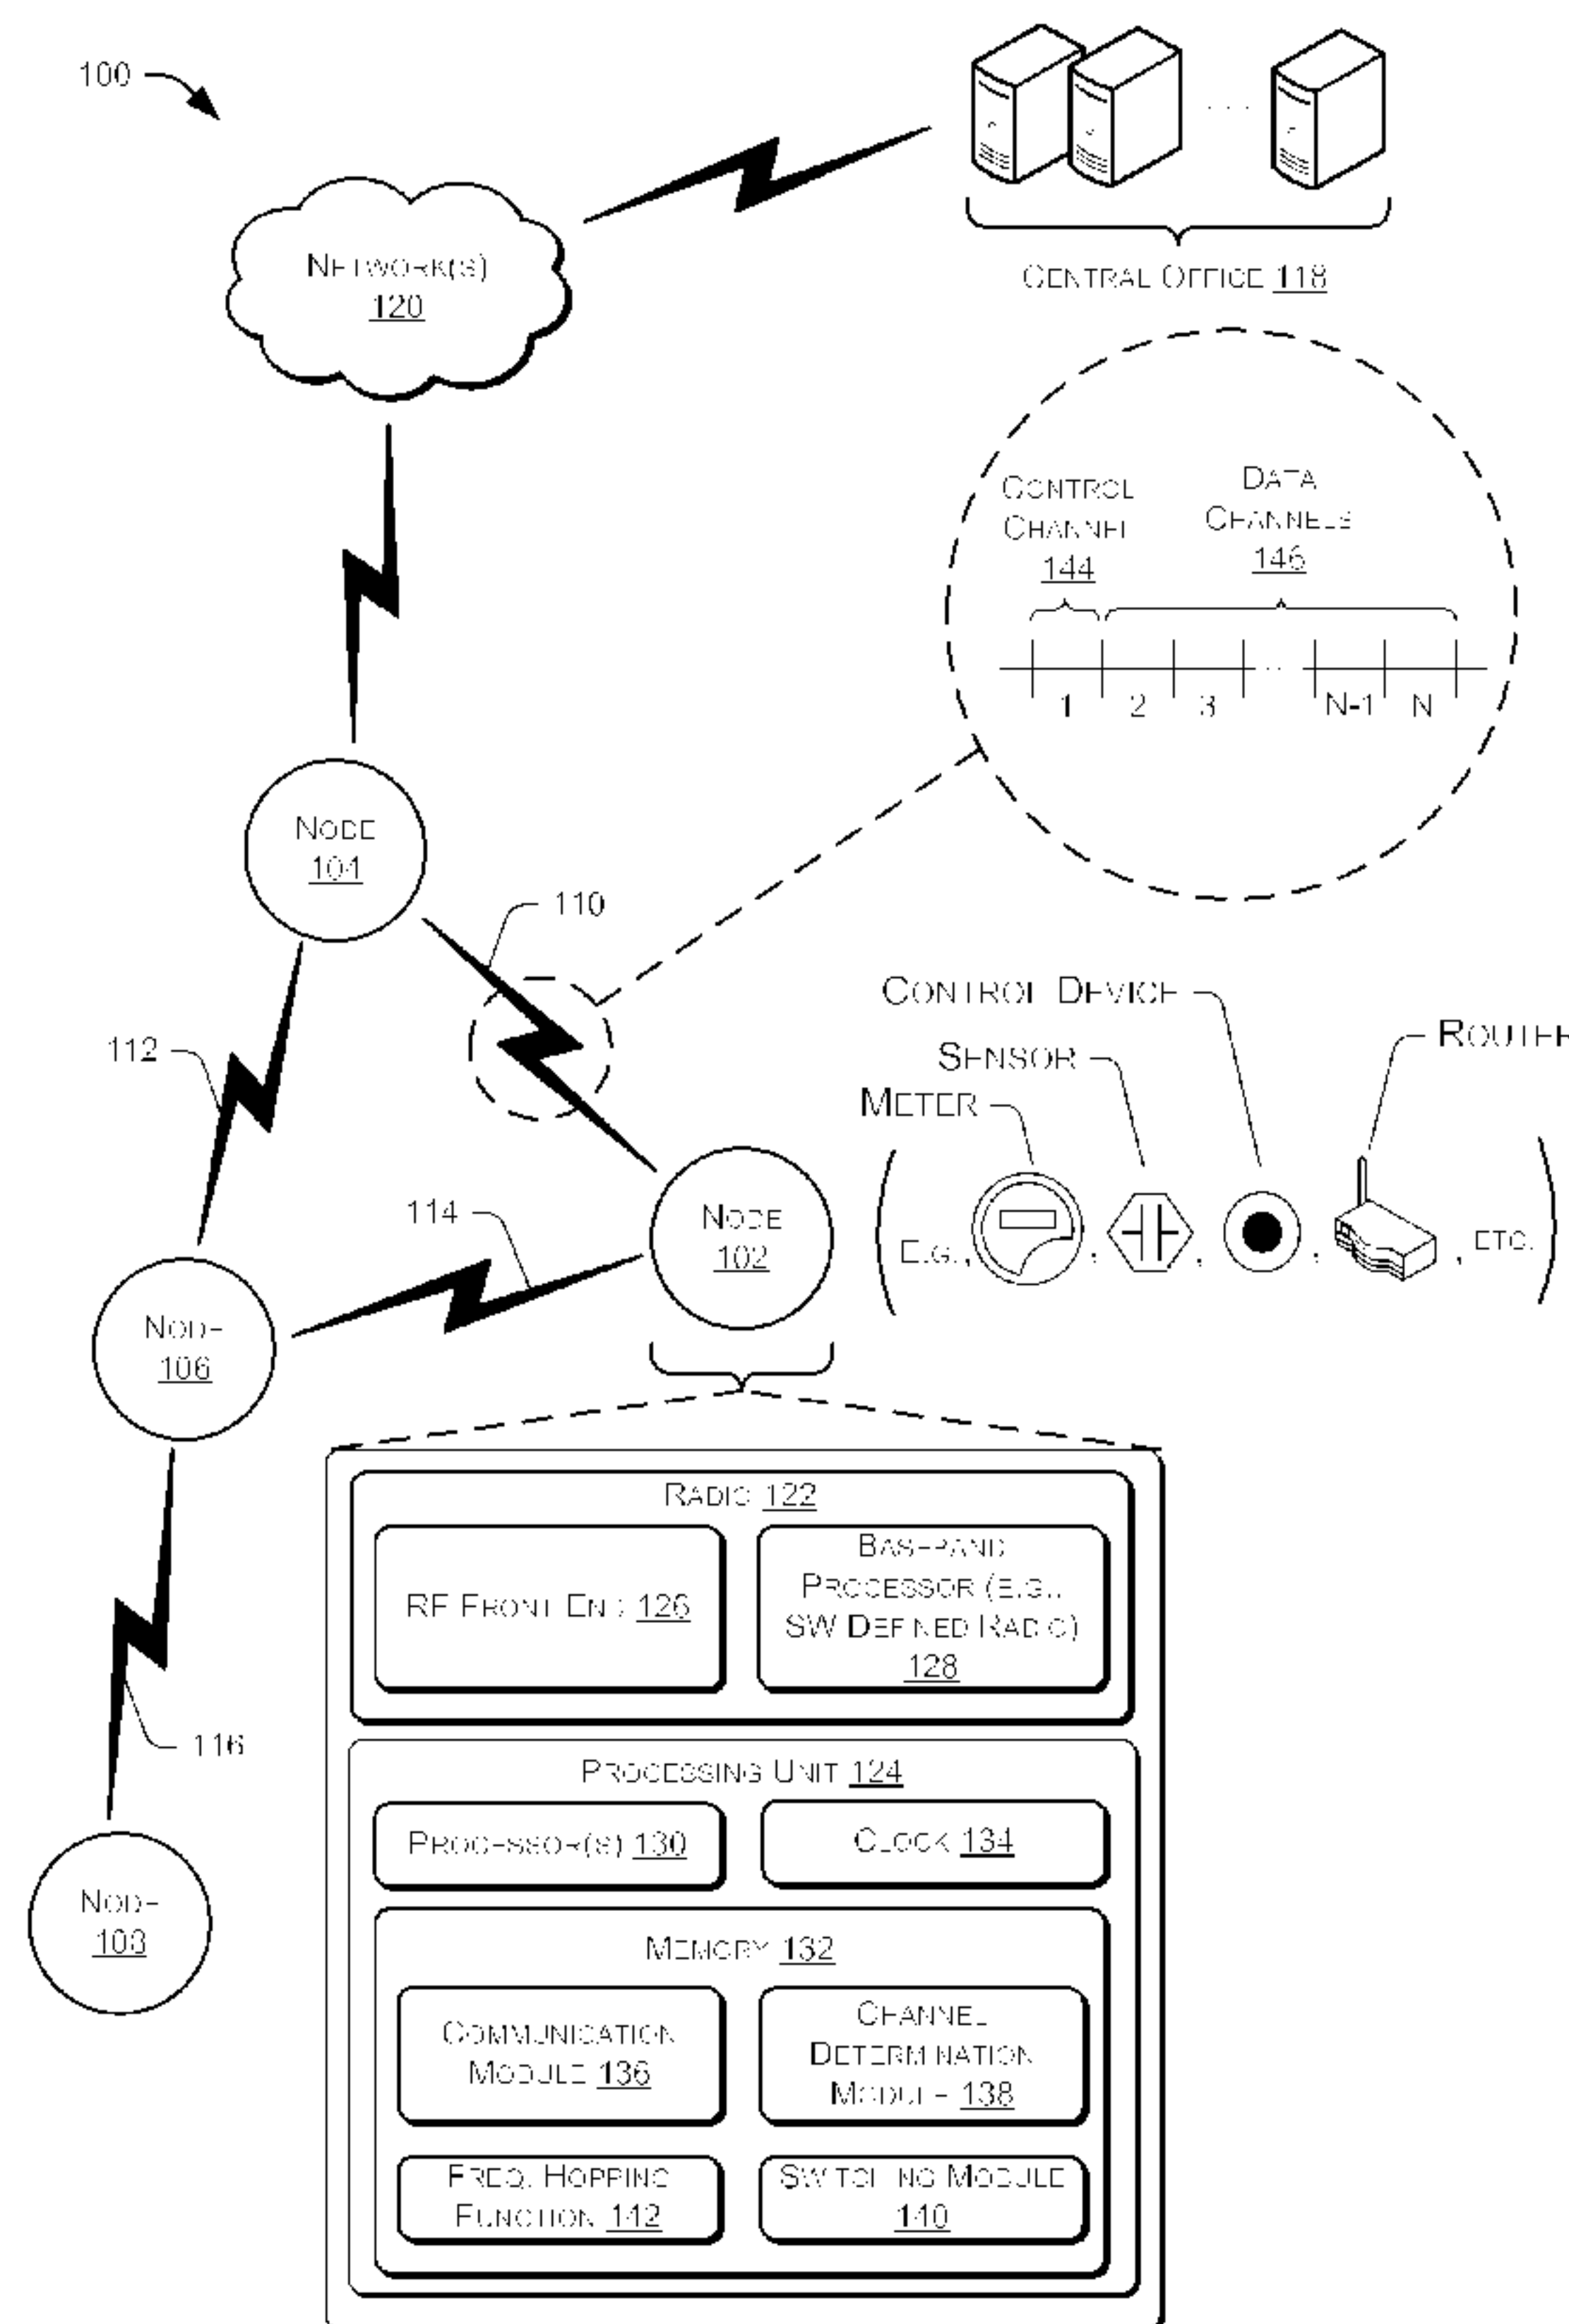 100
NETWORK(S)
120
CENTRAL OFFICE 118
CONTROL
CHANNEL
144
DATA
CHANNELS
146
1 2 3 ... N-1 N
NODE
104
110
112
CONTROL DEVICE
SENSOR
METER
ROUTER
114
NODE
102
E.G., , , , , ETC.
NODE
106
RADIO 122
RF FRONT END 126
BASEBAND
PROCESSOR (E.G.,
SW DEFINED RADIO)
128
116
PROCESSING UNIT 124
PROCESSOR(S) 130
CLOCK 134
NODE
108
MEMORY 132
COMMUNICATION
MODULE 136
CHANNEL
DETERMINATION
MODULE 138
FREQ. HOPPING
FUNCTION 142
SWITCHING MODULE
140